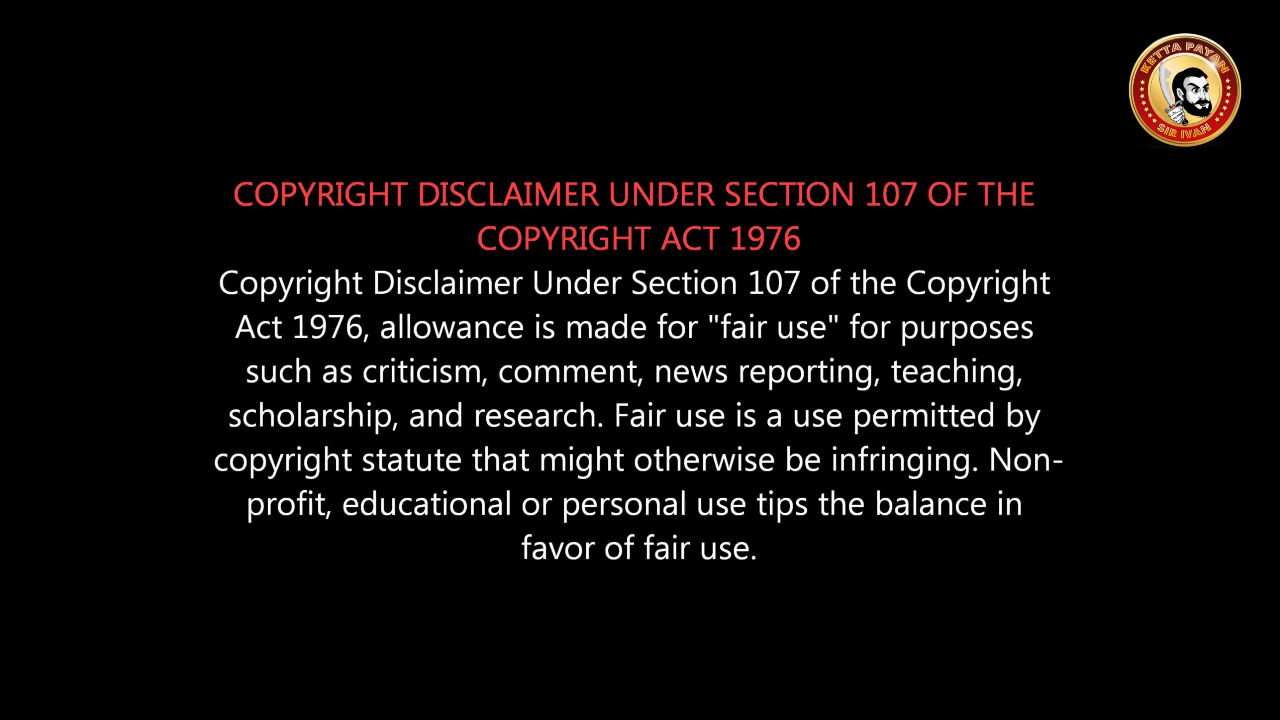 KETTA PAYAN
SIR IVAN
COPYRIGHT DISCLAIMER UNDER SECTION 107 OF THE
COPYRIGHT ACT 1976
Copyright Disclaimer Under Section 107 of the Copyright
Act 1976, allowance is made for "fair use" for purposes
such as criticism, comment, news reporting, teaching,
scholarship, and research. Fair use is a use permitted by
copyright statute that might otherwise be infringing. Non-
profit, educational or personal use tips the balance in
favor of fair use.